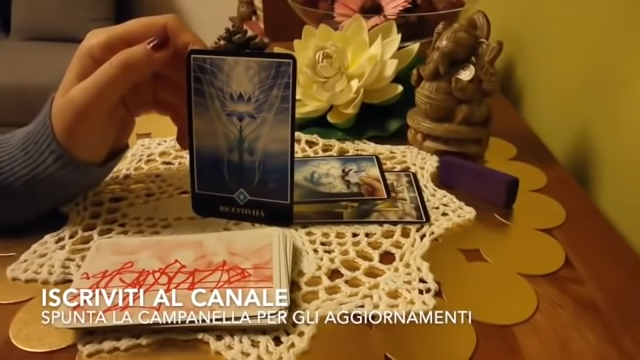 RICETTIVITÀ
ISCRIVITI AL CANALE
SPUNTA LA CAMPANELLA PER GLI AGGIORNAMENTI